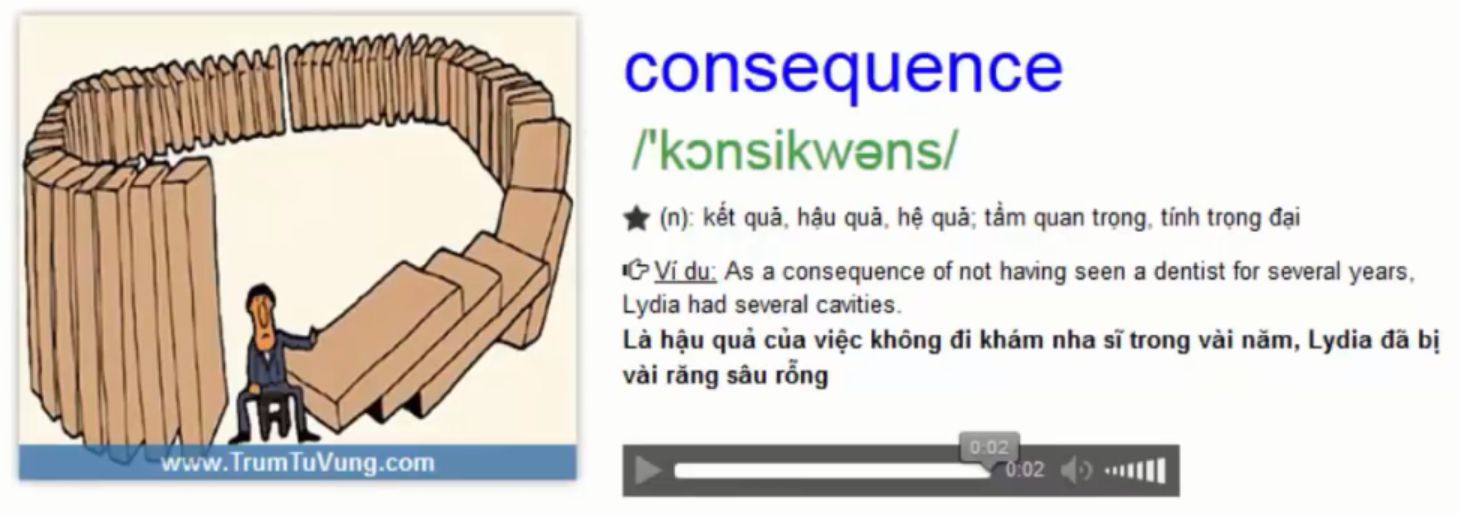 consequence
/'kɔnsikwəns/
(n): kết quả, hậu quả, hệ quả; tầm quan trọng, tính trọng đại
Ví du: As a consequence of not having seen a dentist for several years,
Lydia had several cavities.
Là hậu quả của việc không đi khám nha sĩ trong vài năm, Lydia đã bị
vài răng sâu rỗng
www.TrumTuVung.com
0:02
0:02